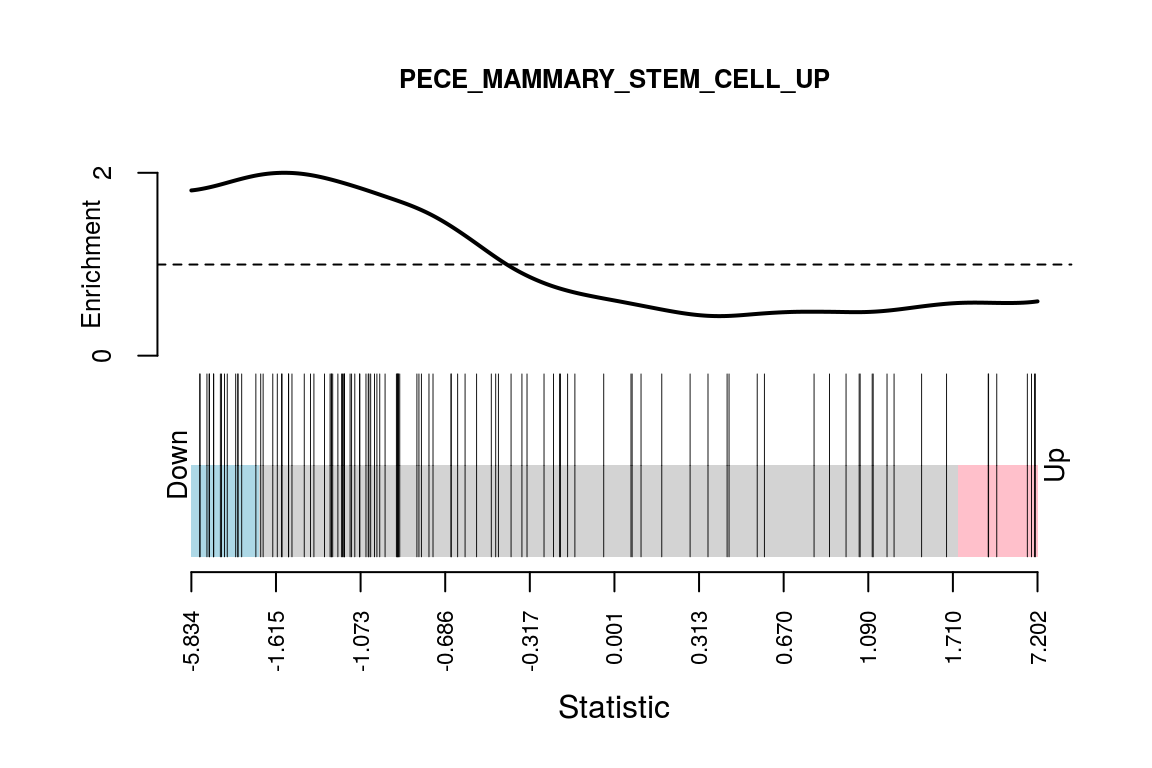 PECE_MAMMARY_STEM_CELL_UP
Enrichment
2
0
Down
Up
-5.834 -1.615 -1.073 -0.686 -0.317 0.001 0.313 0.670 1.090 1.710 7.202
Statistic